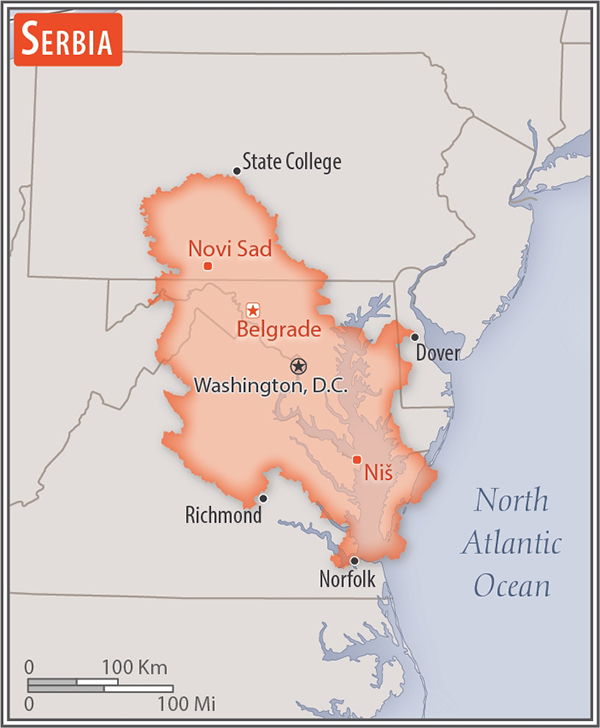 SERBIA
State College
Novi Sad
Belgrade
Dover
Washington, D.C.
Niš
Richmond
North
Atlantic
Ocean
Norfolk
0 100 Km
0 100 Mi